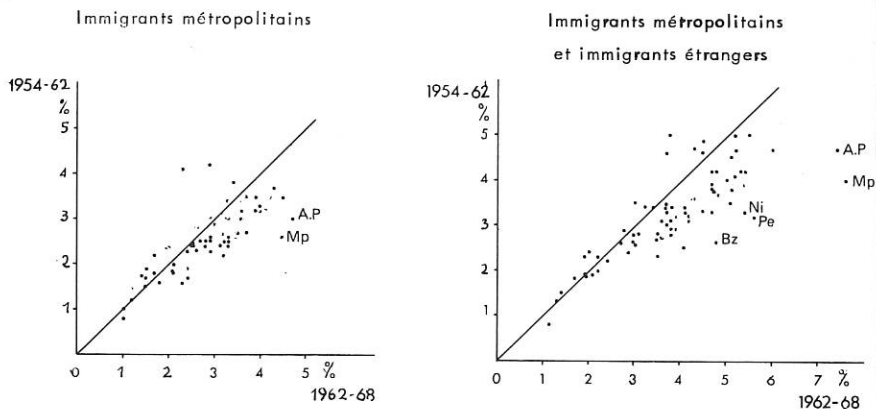 Immigrants métropolitains
1954-62
%
5
4
3
2
1
A.P
Mp
0 1 2 3 4 5 %
1962-68
Immigrants métropolitains
et immigrants étrangers
1954-62
%
5
4
3
2
1
A.P
Mp
Ni
Pe
Bz
0 1 2 3 4 5 6 7 %
1962-68